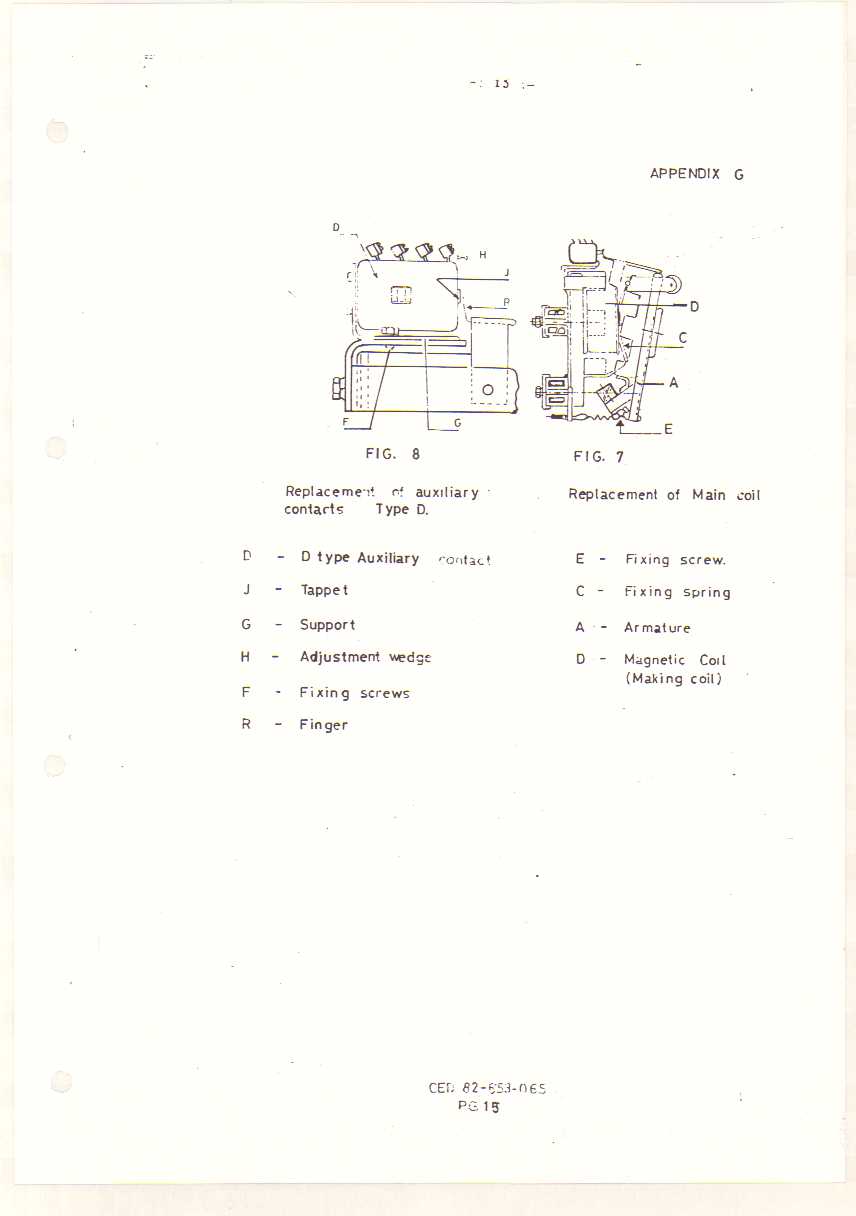 -: 15 :-
APPENDIX G
D
H
J
R
F
G
D
C
A
E
FIG. 8
FIG. 7
Replacement of auxiliary
contacts Type D.
Replacement of Main coil
D - D type Auxiliary contact
J - Tappet
G - Support
H - Adjustment wedge
F - Fixing screws
R - Finger
E - Fixing screw.
C - Fixing spring
A - Armature
D - Magnetic Coil
(Making coil)
82-653-065
PG 15